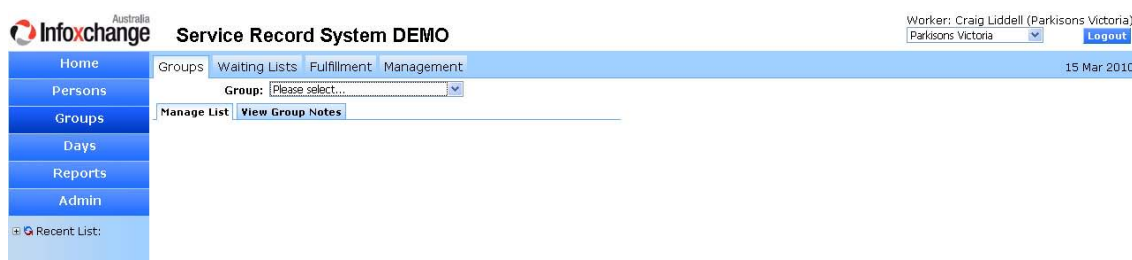 Australia
Infoxchange
Service Record System DEMO
Worker: Craig Liddell (Parkisons Victoria)
Parkisons Victoria
Logout
Home
Groups Waiting Lists Fulfillment Management
15 Mar 2010
Persons
Group: Please select...
Groups
Manage List View Group Notes
Days
Reports
Admin
Recent List: